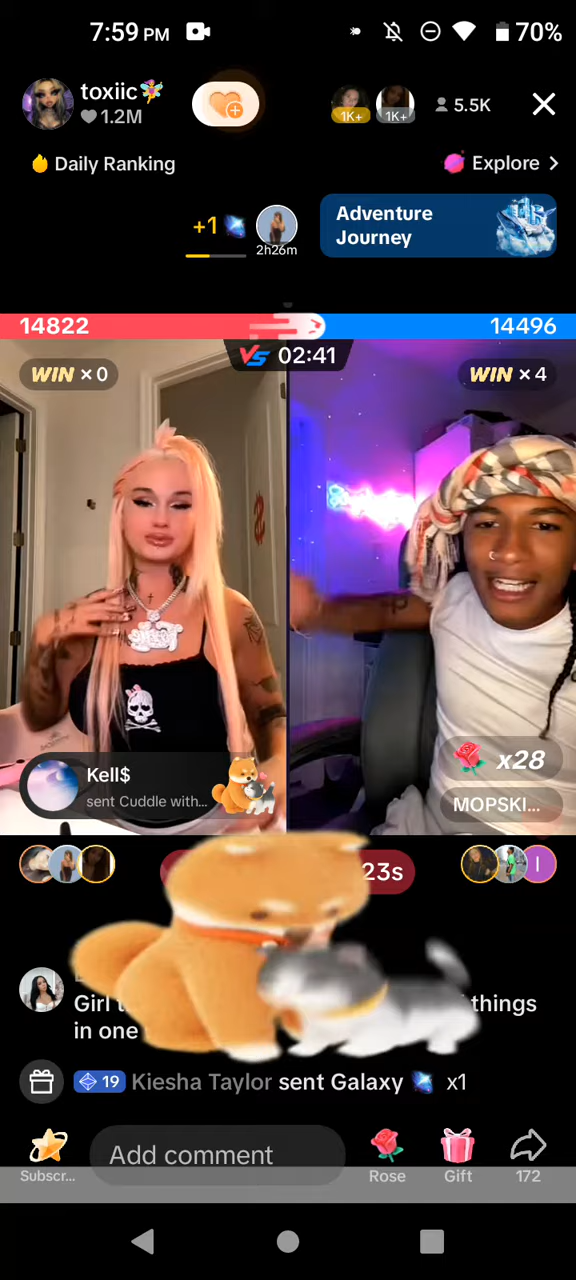 7:59 PM
70%
toxiic
1.2M
1K+
1K+
5.5K
Daily Ranking
Explore >
+1
2h26m
Adventure
Journey
14822
14496
VS 02:41
WIN × 0
WIN × 4
Kell$
sent Cuddle with...
x28
MOPSKI...
23s
Girl
things
in one
19 Kiesha Taylor sent Galaxy x1
Add comment
Subscr...
Rose
Gift
172